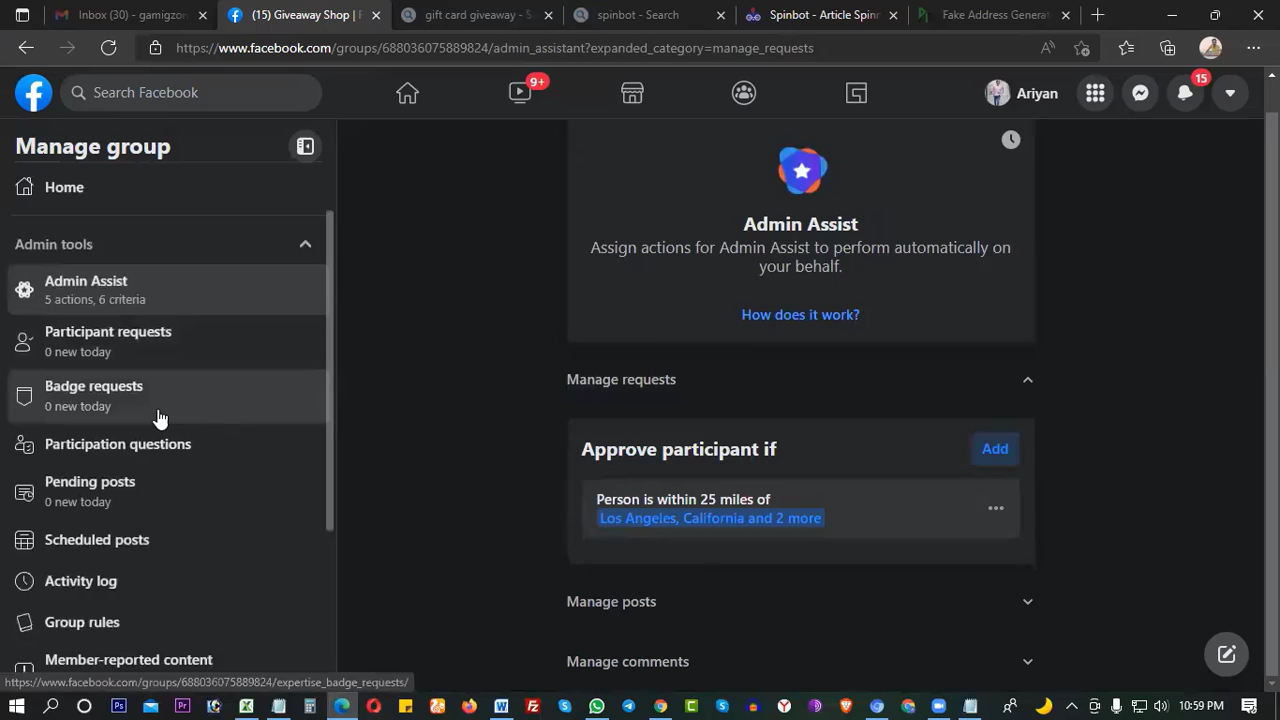 Inbox (30) - gamigzon
(15) Giveaway Shop | F
gift card giveaway - S
spinbot - Search
Spinbot - Article Spinn
Fake Address Generat
https://www.facebook.com/groups/688036075889824/admin_assistant?expanded_category=manage_requests
Search Facebook
9+
Ariyan
15
Manage group
Home
Admin tools
Admin Assist
5 actions, 6 criteria
Participant requests
0 new today
Badge requests
0 new today
Participation questions
Pending posts
0 new today
Scheduled posts
Activity log
Group rules
Member-reported content
https://www.facebook.com/groups/688036075889824/expertise_badge_requests/
Admin Assist
Assign actions for Admin Assist to perform automatically on
your behalf.
How does it work?
Manage requests
Approve participant if
Add
Person is within 25 miles of
Los Angeles, California and 2 more
Manage posts
Manage comments
10:59 PM